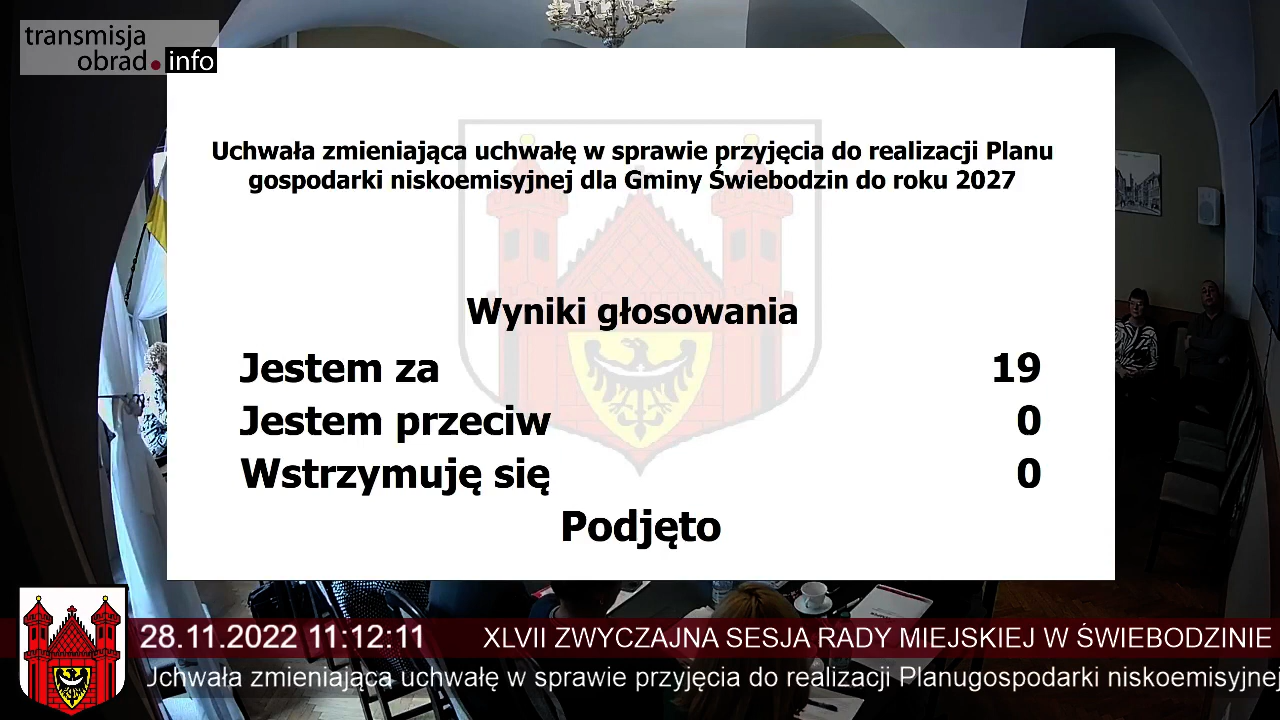 transmisja
obrad.info
Uchwała zmieniająca uchwałę w sprawie przyjęcia do realizacji Planu
gospodarki niskoemisyjnej dla Gminy Świebodzin do roku 2027
Wyniki głosowania
Jestem za 19
Jestem przeciw 0
Wstrzymuję się 0
Podjęto
28.11.2022 11:12:11 XLVII ZWYCZAJNA SESJA RADY MIEJSKIEJ W ŚWIEBODZINIE
Uchwała zmieniająca uchwałę w sprawie przyjęcia do realizacji Planugospodarki niskoemisyjnej